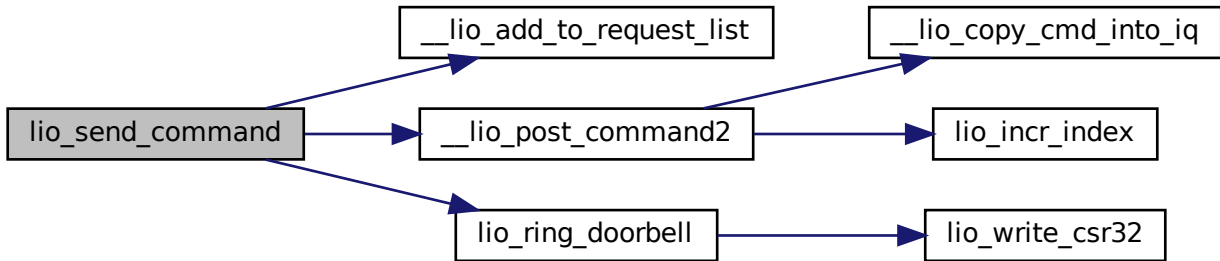 __lio_add_to_request_list
__lio_copy_cmd_into_iq
lio_send_command
__lio_post_command2
lio_incr_index
lio_ring_doorbell
lio_write_csr32